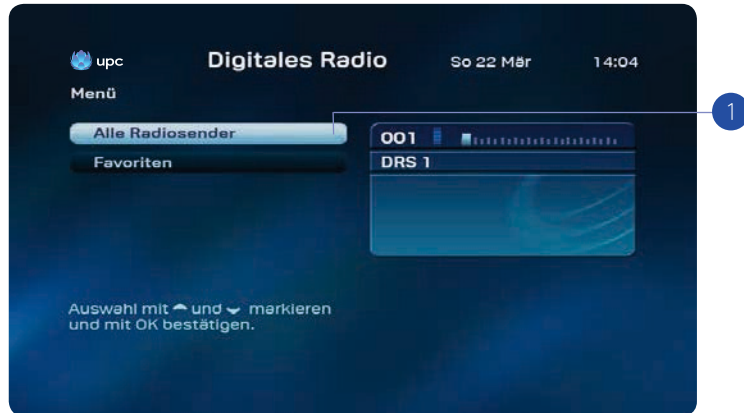 upc Digitales Radio So 22 Mär 14:04
Menü
1
Alle Radiosender 001
Favoriten DRS 1
Auswahl mit und markieren
und mit OK bestätigen.